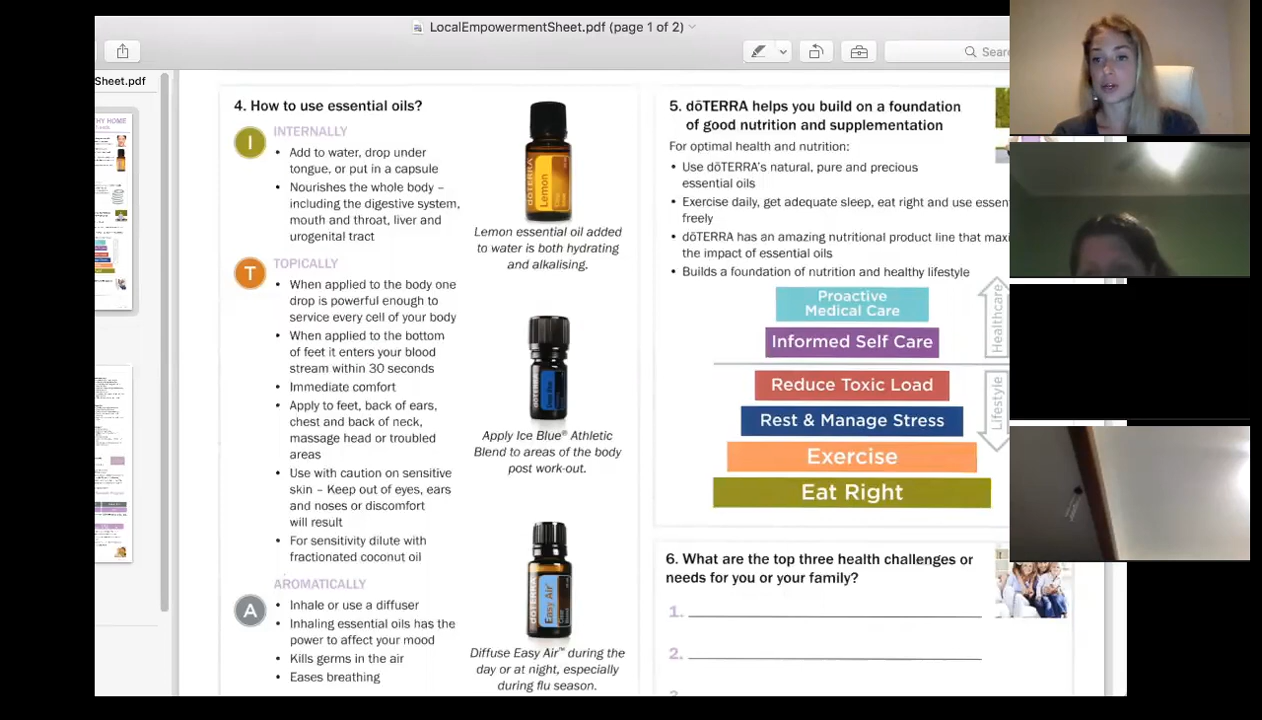 LocalEmpowermentSheet.pdf (page 1 of 2)
Sheet.pdf
4. How to use essential oils?
I
INTERNALLY
• Add to water, drop under
tongue, or put in a capsule
• Nourishes the whole body –
including the digestive system,
mouth and throat, liver and
urogenital tract
dōTERRA
Lemon
Lemon essential oil added
to water is both hydrating
and alkalising.
T
TOPICALLY
• When applied to the body one
drop is powerful enough to
service every cell of your body
• When applied to the bottom
of feet it enters your blood
stream within 30 seconds
• Immediate comfort
• Apply to feet, back of ears,
chest and back of neck,
massage head or troubled
areas
• Use with caution on sensitive
skin – Keep out of eyes, ears
and noses or discomfort
will result
• For sensitivity dilute with
fractionated coconut oil
dōTERRA
Apply Ice Blue® Athletic
Blend to areas of the body
post work-out.
A
AROMATICALLY
• Inhale or use a diffuser
• Inhaling essential oils has the
power to affect your mood
• Kills germs in the air
• Eases breathing
dōTERRA
Easy Air™
Diffuse Easy Air™ during the
day or at night, especially
during flu season.
Sear
5. dōTERRA helps you build on a foundation
of good nutrition and supplementation
For optimal health and nutrition:
• Use dōTERRA's natural, pure and precious
essential oils
• Exercise daily, get adequate sleep, eat right and use essen
freely
• dōTERRA has an amazing nutritional product line that maxi
the impact of essential oils
• Builds a foundation of nutrition and healthy lifestyle
Proactive
Medical Care
Informed Self Care
Reduce Toxic Load
Rest & Manage Stress
Exercise
Eat Right
Healthcare
Lifestyle
6. What are the top three health challenges or
needs for you or your family?
1.
2.